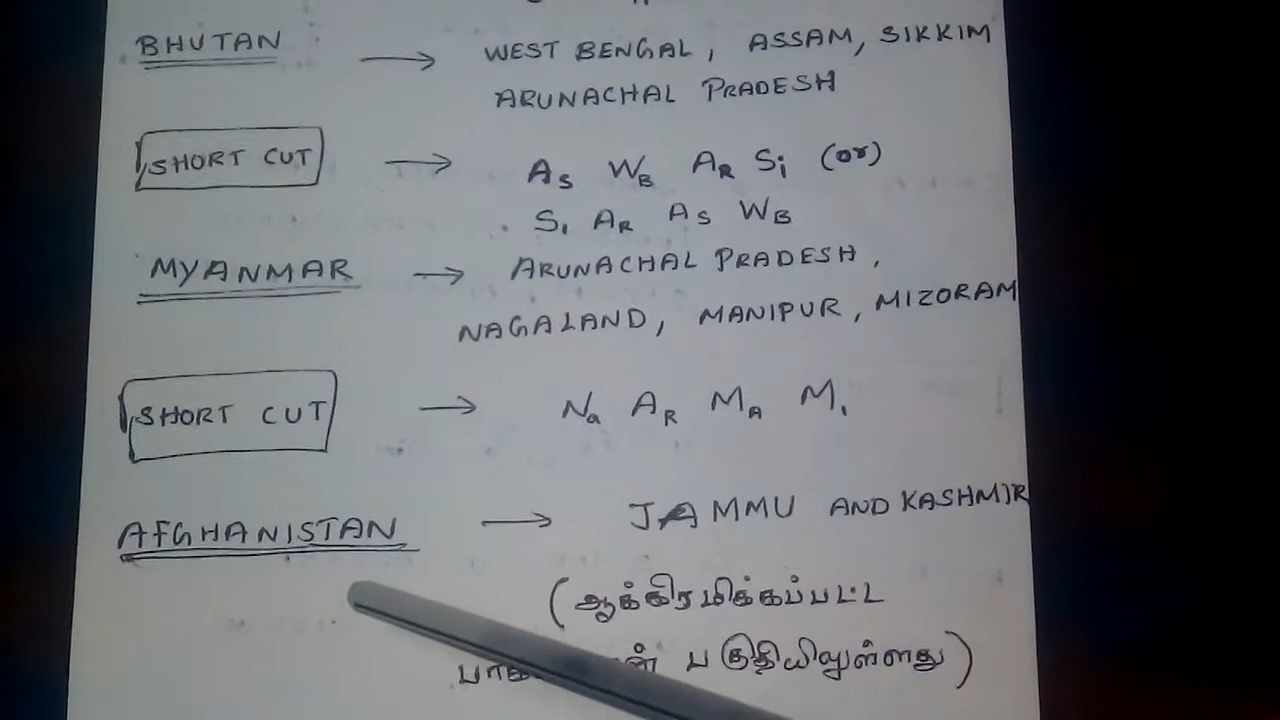 BHUTAN → WEST BENGAL, ASSAM, SIKKIM
ARUNACHAL PRADESH
SHORT CUT → AS WB AR Si (or)
Si AR AS WB
MYANMAR → ARUNACHAL PRADESH,
NAGALAND, MANIPUR, MIZORAM
SHORT CUT → Na AR MA Mi
AFGHANISTAN → JAMMU AND KASHMIR
(ஆக்கிரமிக்கப்பட்ட
பகுதியிலுள்ளது)